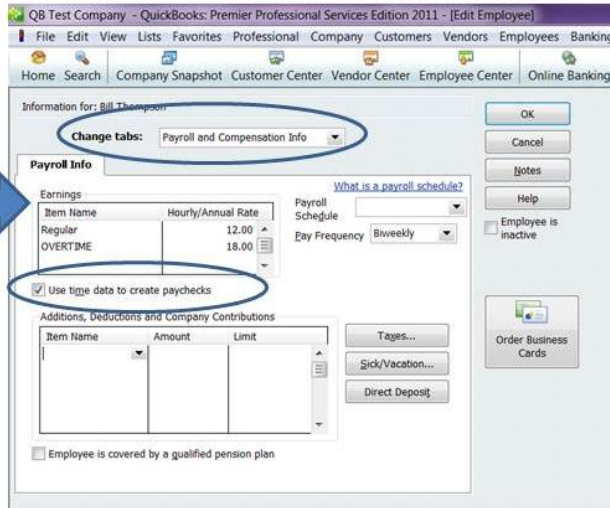 QB Test Company - QuickBooks: Premier Professional Services Edition 2011 - [Edit Employee]
File Edit View Lists Favorites Professional Company Customers Vendors Employees Banking
Home Search Company Snapshot Customer Center Vendor Center Employee Center Online Banking
Information for: Bill Thompson
Change tabs: Payroll and Compensation Info
OK
Cancel
Notes
Help
Employee is inactive
Payroll Info
What is a payroll schedule?
Earnings
Item Name Hourly/Annual Rate
Regular 12.00
OVERTIME 18.00
Payroll Schedule
Pay Frequency Biweekly
Use time data to create paychecks
Additions, Deductions and Company Contributions
Item Name Amount Limit
Taxes...
Sick/Vacation...
Direct Deposit
Order Business Cards
Employee is covered by a qualified pension plan